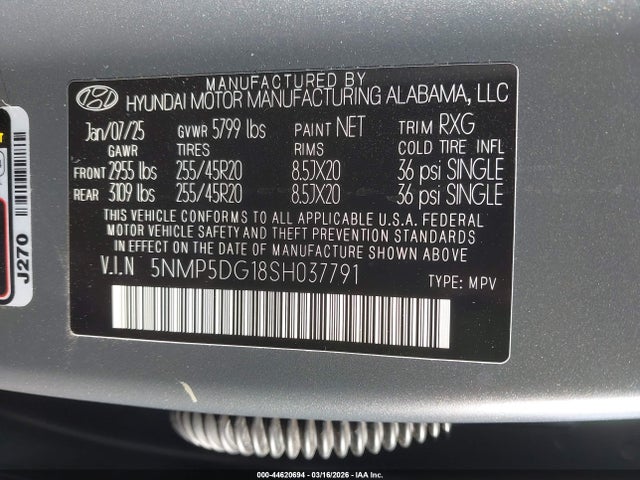 MANUFACTURED BY
HYUNDAI MOTOR MANUFACTURING ALABAMA, LLC
Jan/07/25 GVWR 5799 lbs PAINT NET TRIM RXG
GAWR TIRES RIMS COLD TIRE INFL
FRONT 2955 lbs 255/45R20 8.5JX20 36 psi SINGLE
REAR 3109 lbs 255/45R20 8.5JX20 36 psi SINGLE
THIS VEHICLE CONFORMS TO ALL APPLICABLE U.S.A. FEDERAL
MOTOR VEHICLE SAFETY AND THEFT PREVENTION STANDARDS
IN EFFECT ON THE DATE OF MANUFACTURE SHOWN ABOVE
V.I.N 5NMP5DG18SH037791 TYPE: MPV
J270
000-44620694 - 03/16/2026 - IAA Inc.